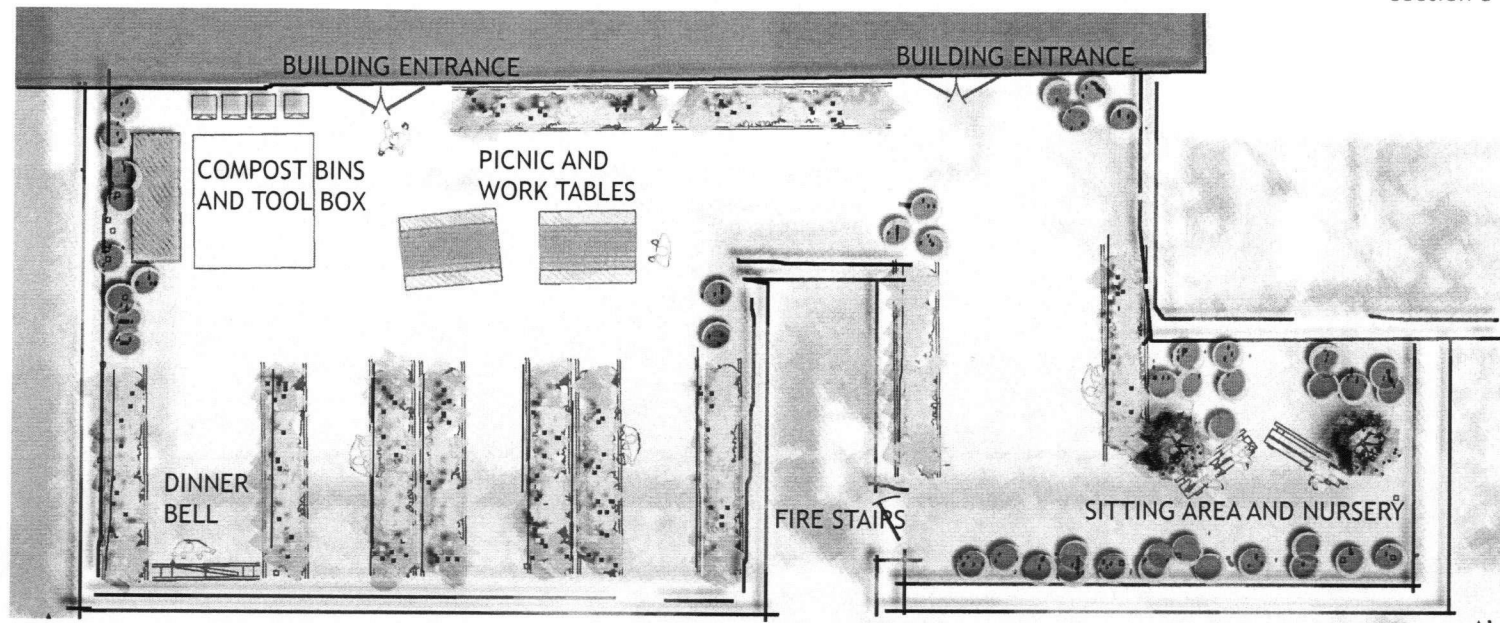 BUILDING ENTRANCE
BUILDING ENTRANCE
COMPOST BINS
AND TOOL BOX
PICNIC AND
WORK TABLES
DINNER
BELL
FIRE STAIRS
SITTING AREA AND NURSERY